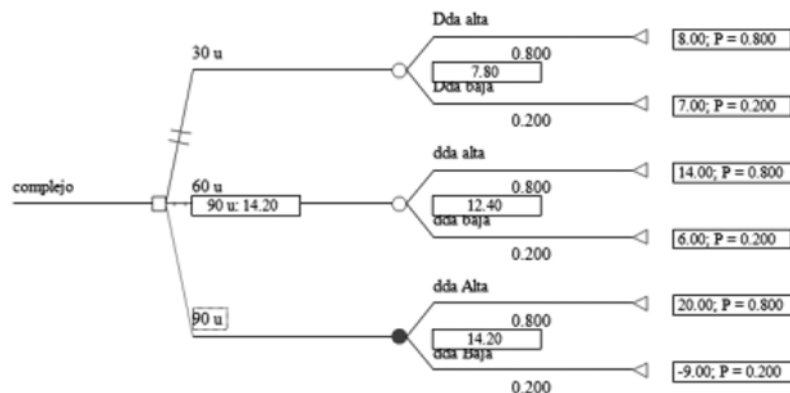 Dda alta
8.00; P = 0.800
30 u
0.800
7.80
Dda baja
7.00; P = 0.200
0.200
dda alta
14.00; P = 0.800
complejo
60 u
0.800
90 u: 14.20
12.40
dda baja
6.00; P = 0.200
0.200
dda Alta
20.00; P = 0.800
90 u
0.800
14.20
dda Baja
-9.00; P = 0.200
0.200